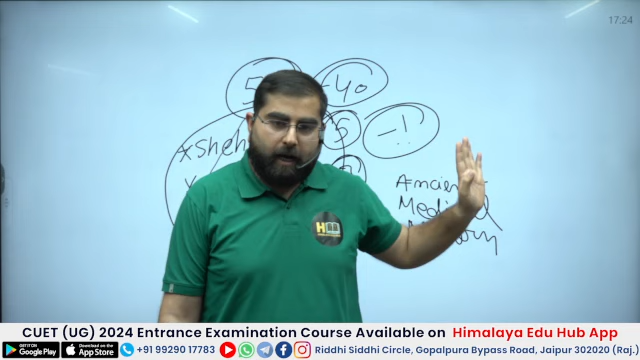 17:24
5
-40
5
-1
Medi
CUET (UG) 2024 Entrance Examination Course Available on Himalaya Edu Hub App
GET IT ON Google Play
Download on the App Store
+91 99290 17783
Riddhi Siddhi Circle, Gopalpura Bypass Road, Jaipur 302020 (Raj.)